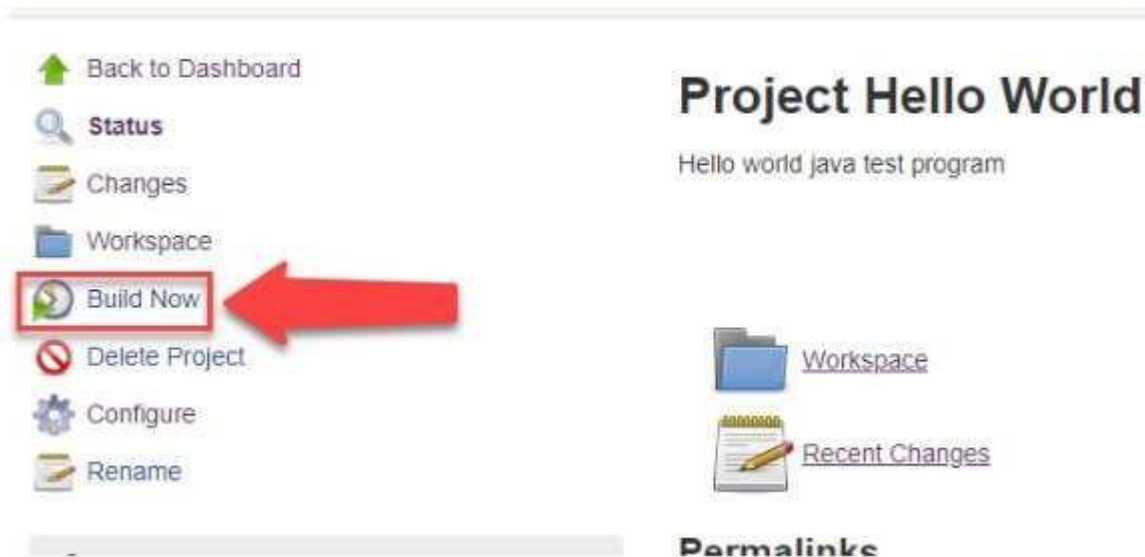 Back to Dashboard
Status
Changes
Workspace
Build Now
Delete Project
Configure
Rename
Project Hello World
Hello world java test program
Workspace
Recent Changes
Permalinks